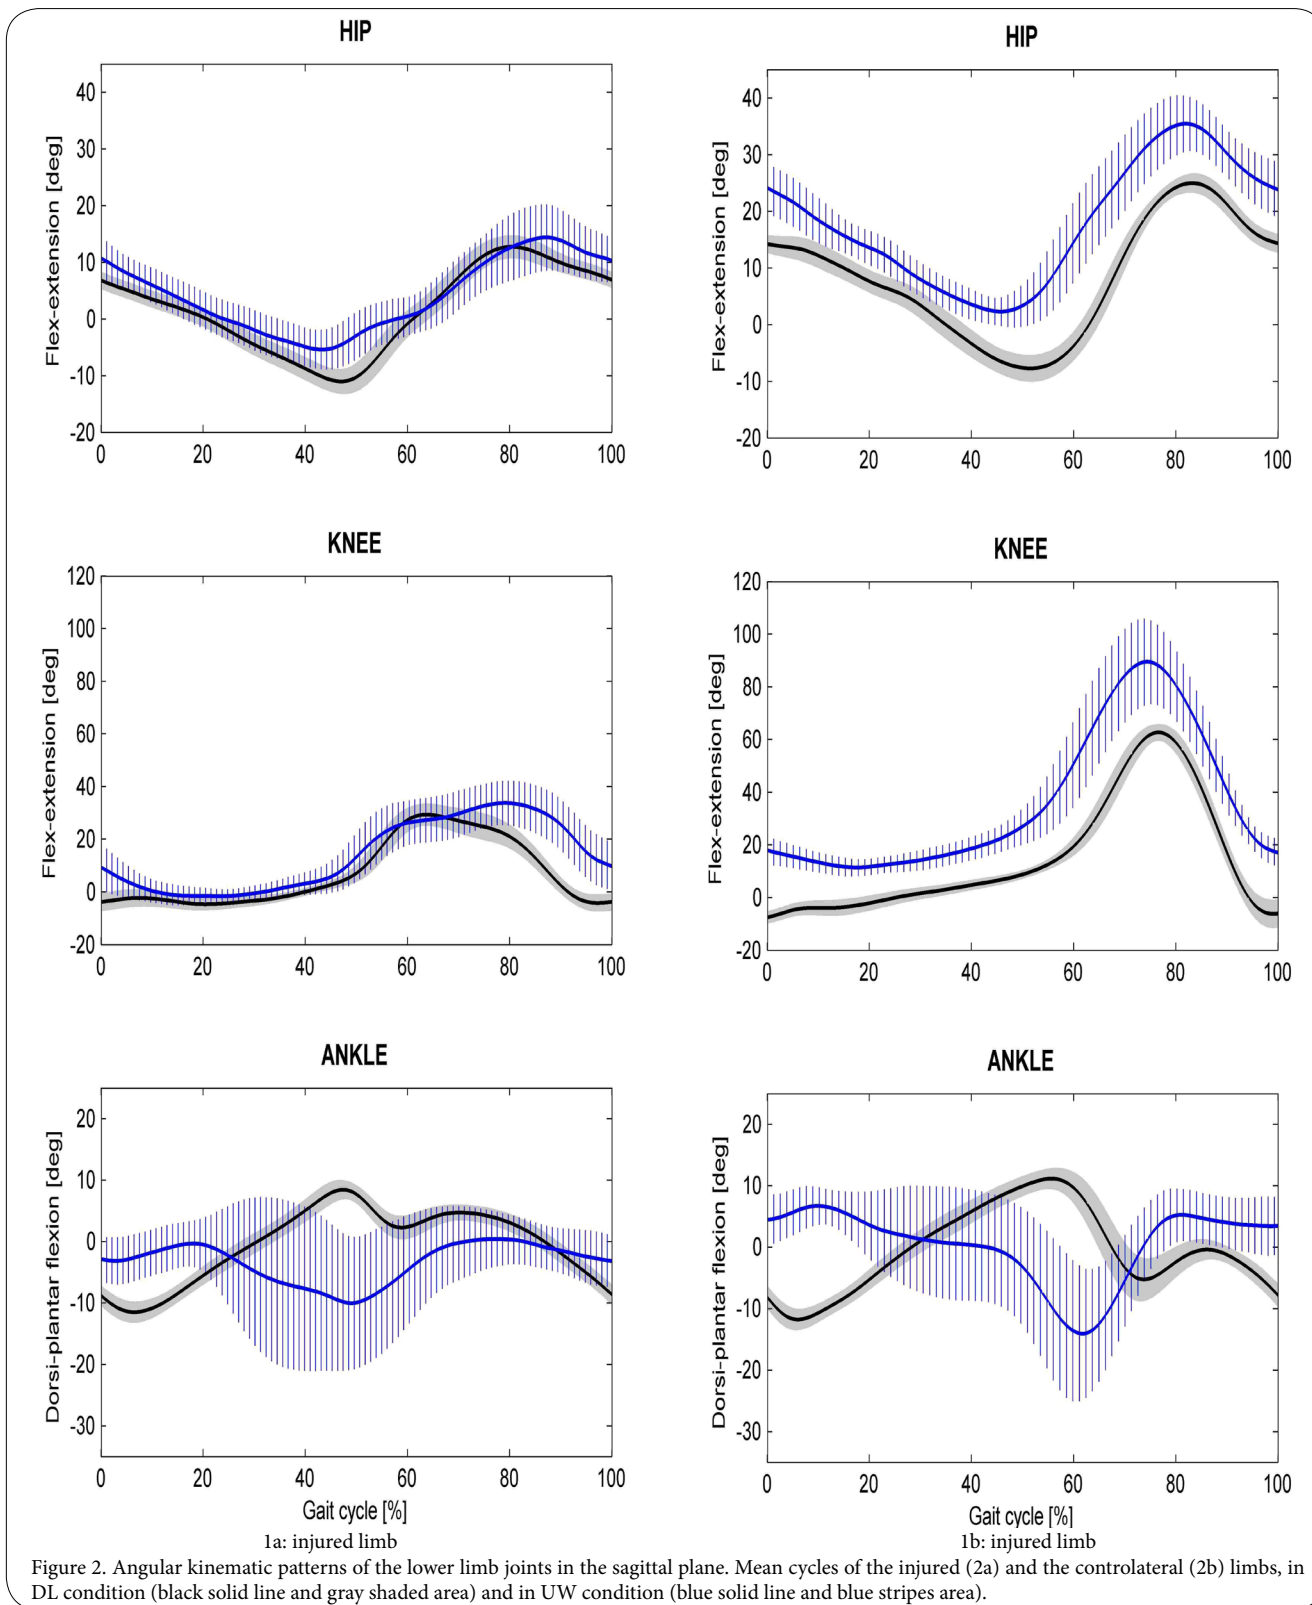 HIP
Flex-extension [deg]
40
30
20
10
0
-10
-20
0 20 40 60 80 100
HIP
Flex-extension [deg]
40
30
20
10
0
-10
-20
0 20 40 60 80 100
KNEE
Flex-extension [deg]
120
100
80
60
40
20
0
-20
0 20 40 60 80 100
KNEE
Flex-extension [deg]
120
100
80
60
40
20
0
-20
0 20 40 60 80 100
ANKLE
Dorsi-plantar flexion [deg]
20
10
0
-10
-20
-30
0 20 40 60 80 100
Gait cycle [%]
1a: injured limb
ANKLE
Dorsi-plantar flexion [deg]
20
10
0
-10
-20
-30
0 20 40 60 80 100
Gait cycle [%]
1b: injured limb
Figure 2. Angular kinematic patterns of the lower limb joints in the sagittal plane. Mean cycles of the injured (2a) and the controlateral (2b) limbs, in
DL condition (black solid line and gray shaded area) and in UW condition (blue solid line and blue stripes area).